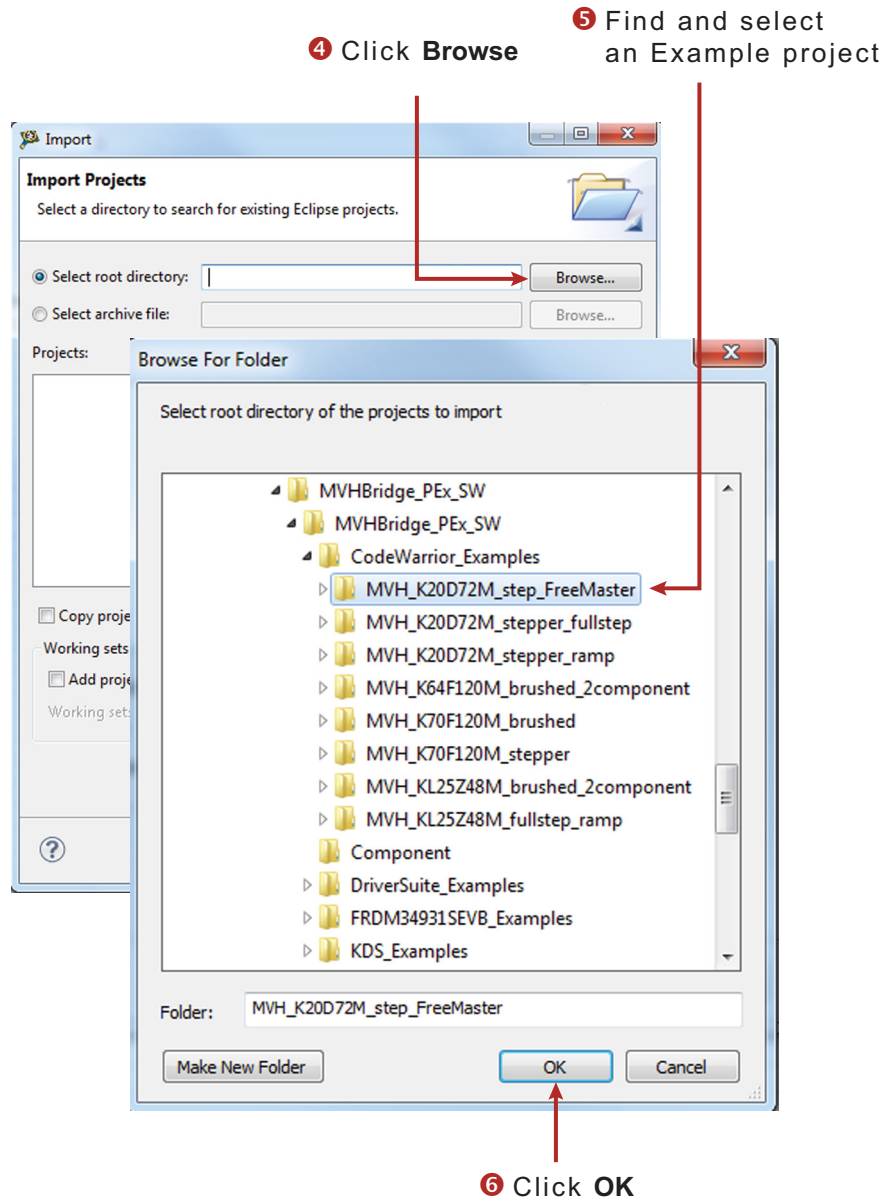 ❺ Find and select
an Example project
❹ Click Browse
Import
Import Projects
Select a directory to search for existing Eclipse projects.
Select root directory:
Browse...
Select archive file:
Browse...
Projects:
Browse For Folder
Select root directory of the projects to import
MVHBridge_PEx_SW
MVHBridge_PEx_SW
CodeWarrior_Examples
MVH_K20D72M_step_FreeMaster
MVH_K20D72M_stepper_fullstep
MVH_K20D72M_stepper_ramp
MVH_K64F120M_brushed_2component
MVH_K70F120M_brushed
MVH_K70F120M_stepper
MVH_KL25Z48M_brushed_2component
MVH_KL25Z48M_fullstep_ramp
Component
DriverSuite_Examples
FRDM34931SEVB_Examples
KDS_Examples
Copy proje
Working sets
Add proje
Working set
Folder:
MVH_K20D72M_step_FreeMaster
Make New Folder
OK
Cancel
❻ Click OK